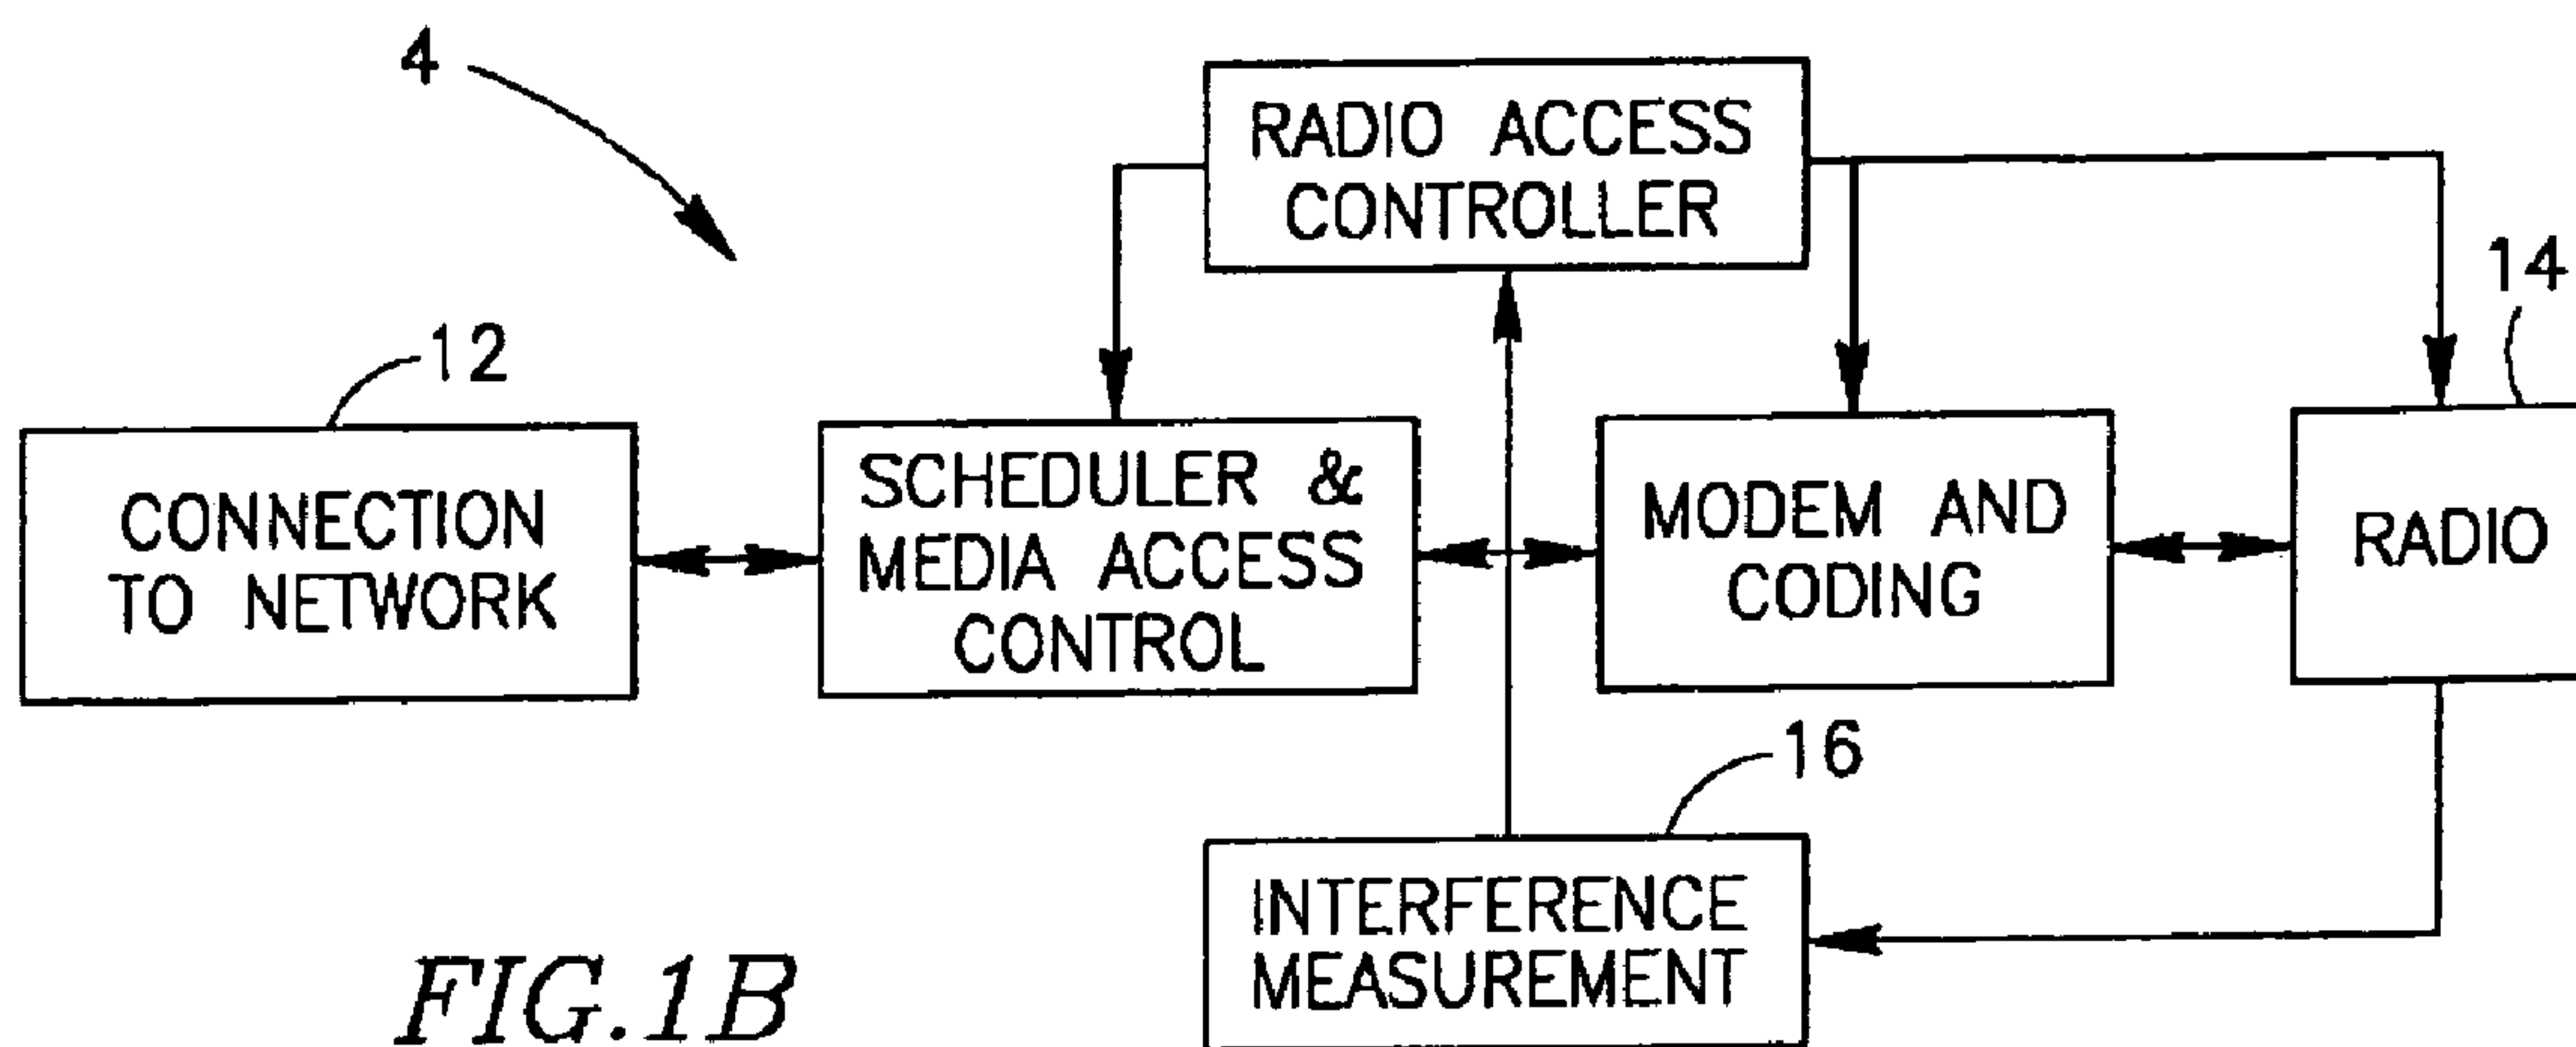 4
RADIO ACCESS
CONTROLLER
14
12
CONNECTION
TO NETWORK
SCHEDULER &
MEDIA ACCESS
CONTROL
MODEM AND
CODING
RADIO
16
INTERFERENCE
MEASUREMENT
FIG.1B